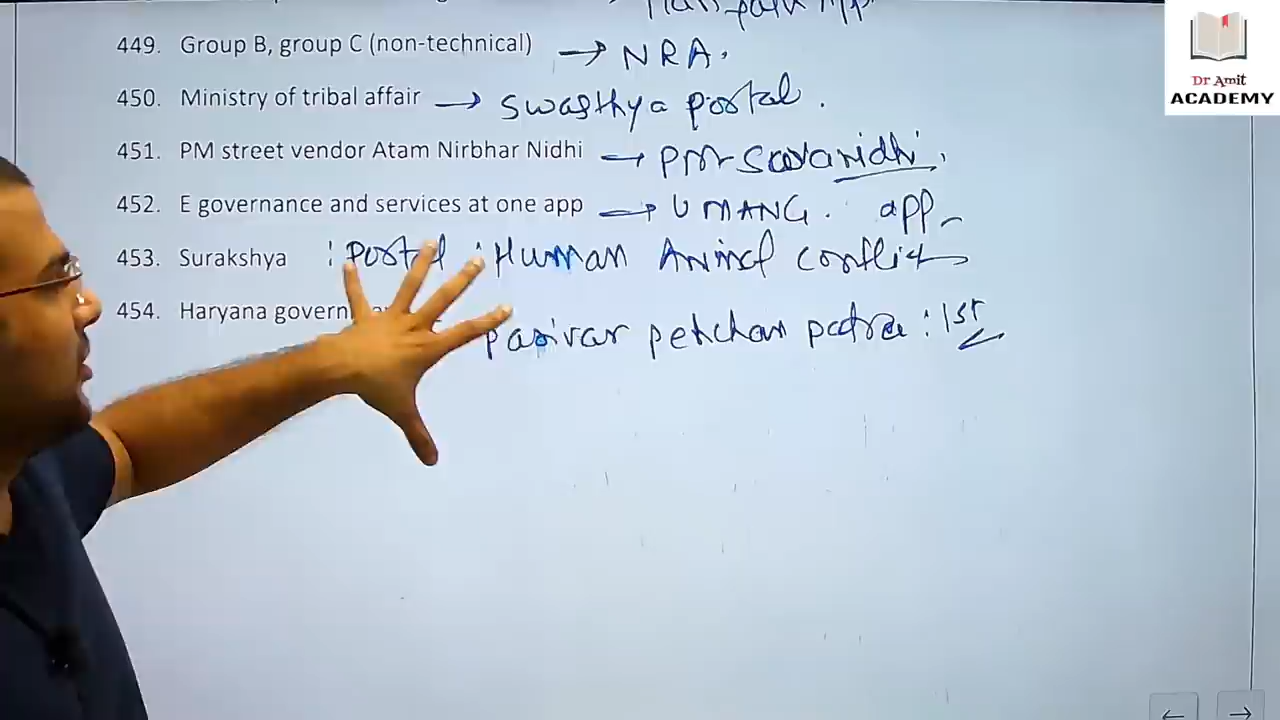 449. Group B, group C (non-technical) → NRA.
450. Ministry of tribal affair → Swasthya portal.
451. PM street vendor Atam Nirbhar Nidhi → PM
452. E governance and services at one app → UMANG. app
453. Surakshya : Portal : Human Animal conflict
454. Haryana govern parivar pehchan patra : 1st
Dr Amit
ACADEMY